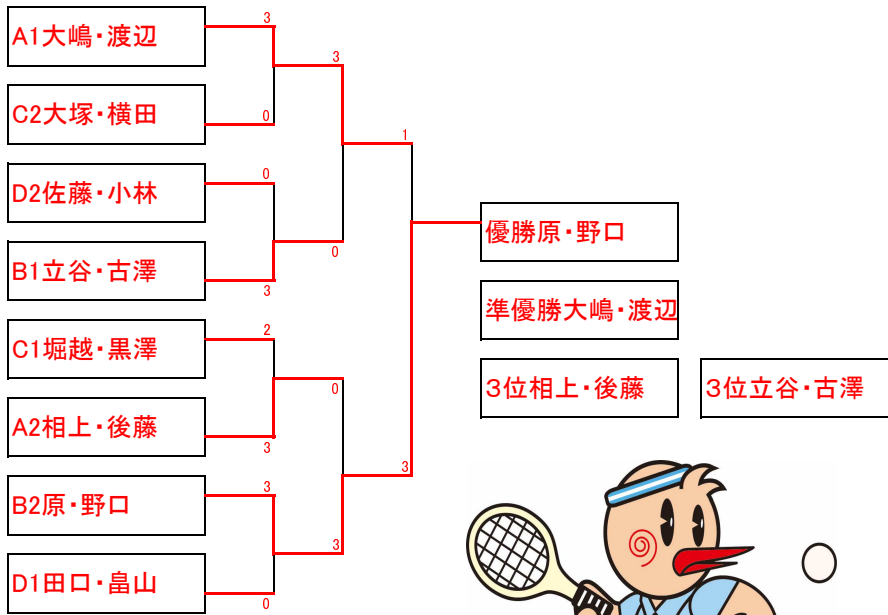 A1大嶋・渡辺
3
3
C2大塚・横田
0
1
D2佐藤・小林
0
0
B1立谷・古澤
3
優勝原・野口
準優勝大嶋・渡辺
C1堀越・黒澤
2
0
3位相上・後藤
3位立谷・古澤
A2相上・後藤
3
3
B2原・野口
3
3
D1田口・畠山
0